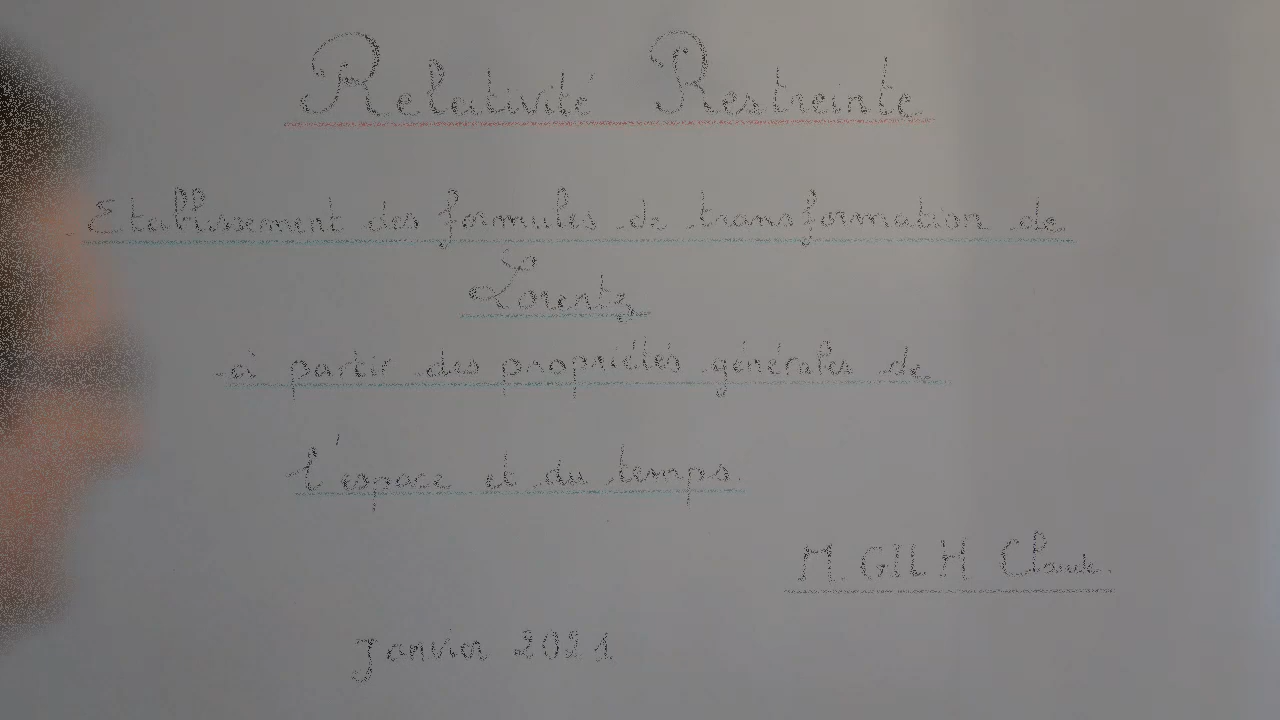 Relativité Restreinte
Etablissement des formules de transformation de
Lorentz
à partir des propriétés générales de
l'espace et du temps.
M. Claude.
Janvier 2021